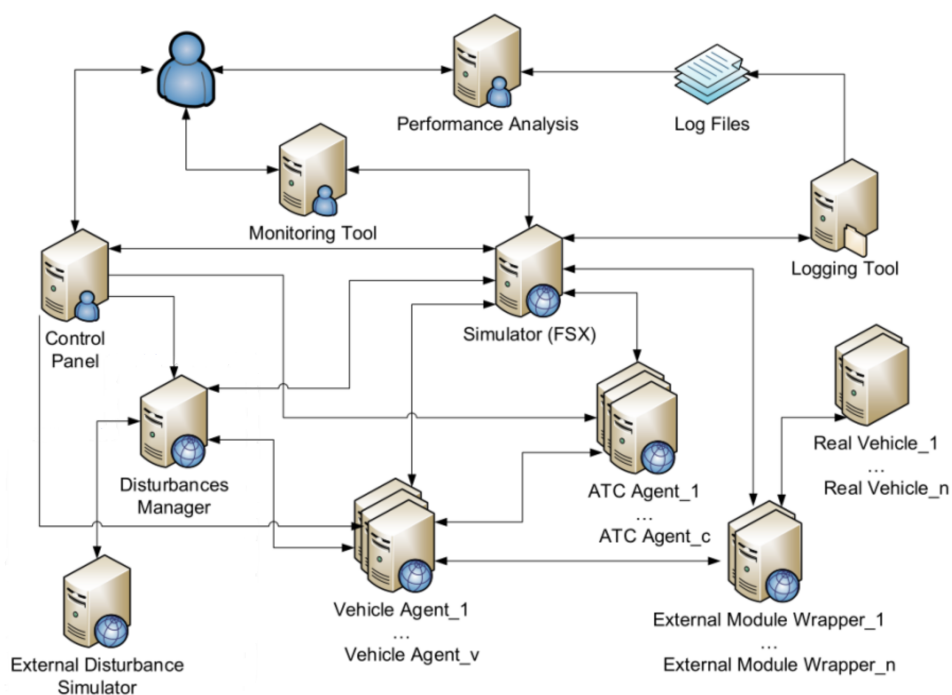 Performance Analysis
Log Files
Monitoring Tool
Logging Tool
Control
Panel
Simulator (FSX)
Real Vehicle_1
...
Real Vehicle_n
Disturbances
Manager
ATC Agent_1
...
ATC Agent_c
Vehicle Agent_1
...
Vehicle Agent_v
External Module Wrapper_1
...
External Module Wrapper_n
External Disturbance
Simulator